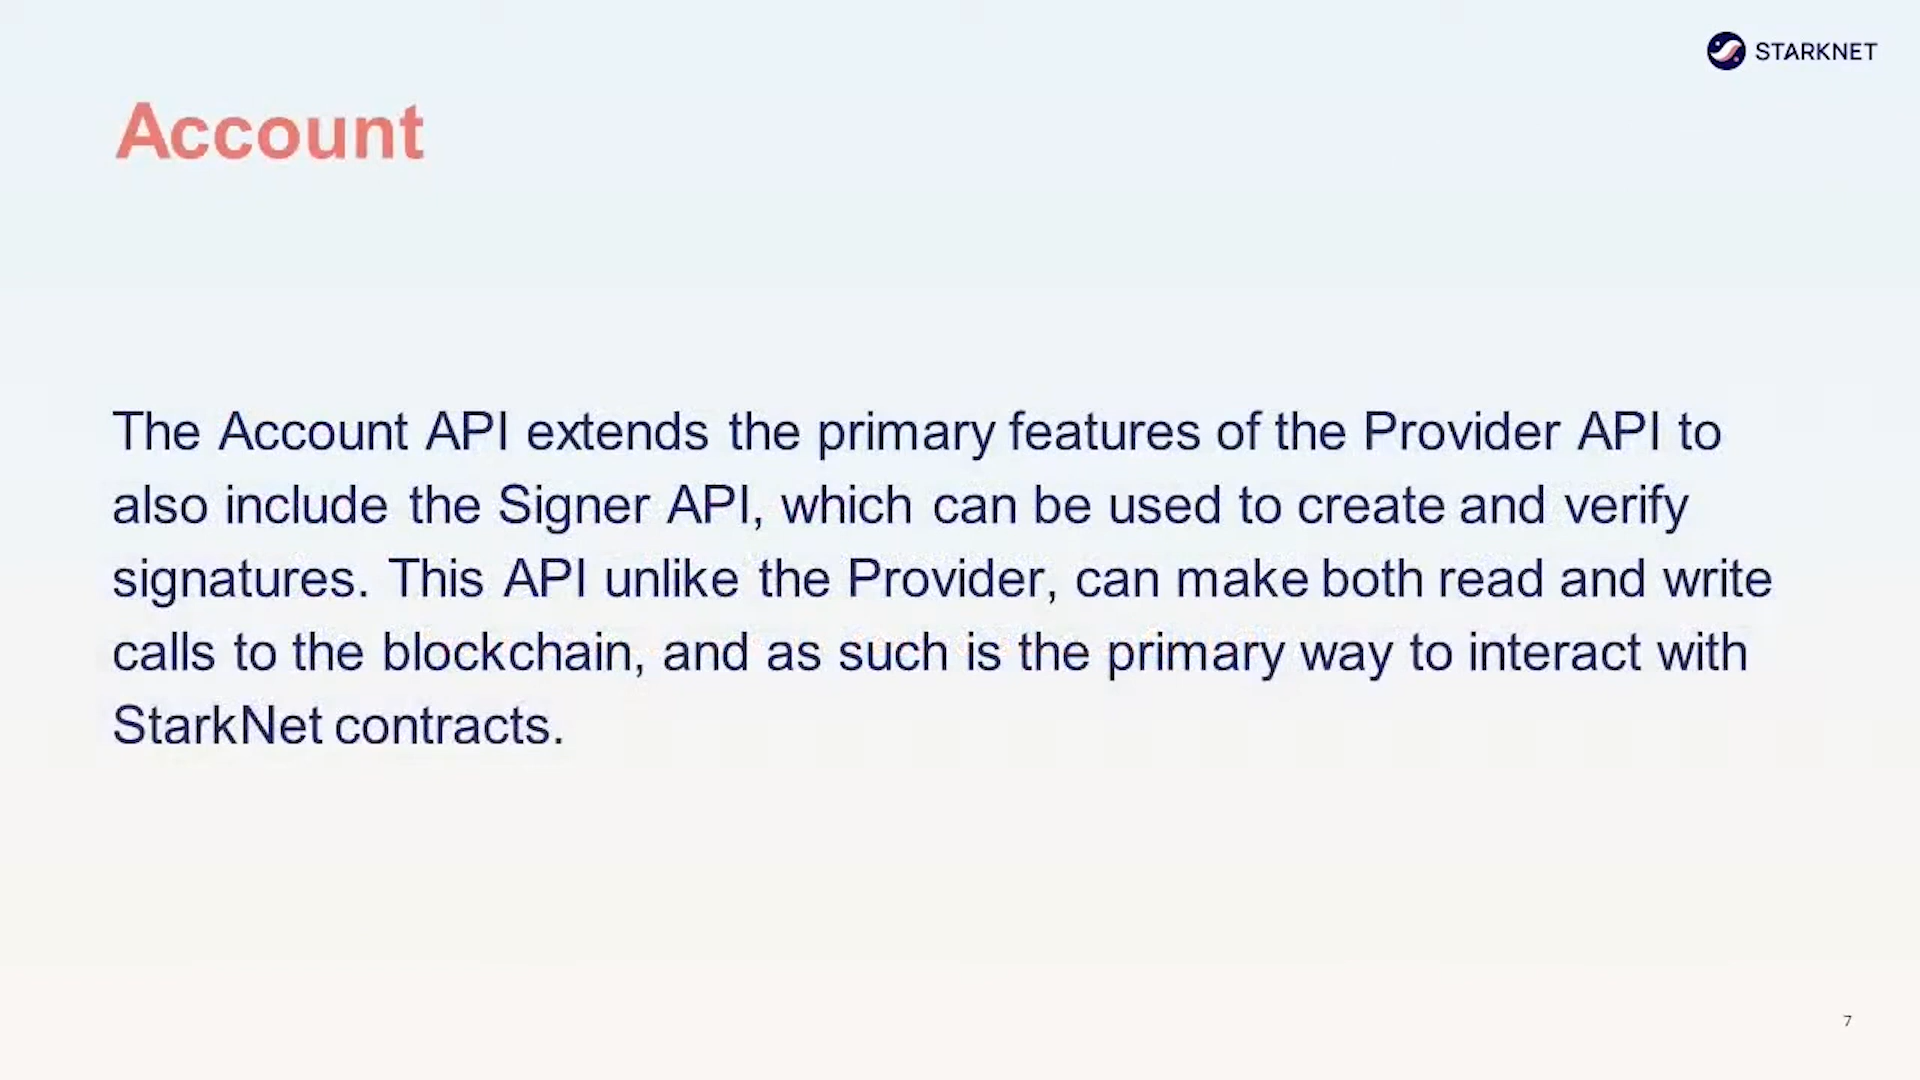 STARKNET
Account
The Account API extends the primary features of the Provider API to
also include the Signer API, which can be used to create and verify
signatures. This API unlike the Provider, can make both read and write
calls to the blockchain, and as such is the primary way to interact with
StarkNet contracts.
7